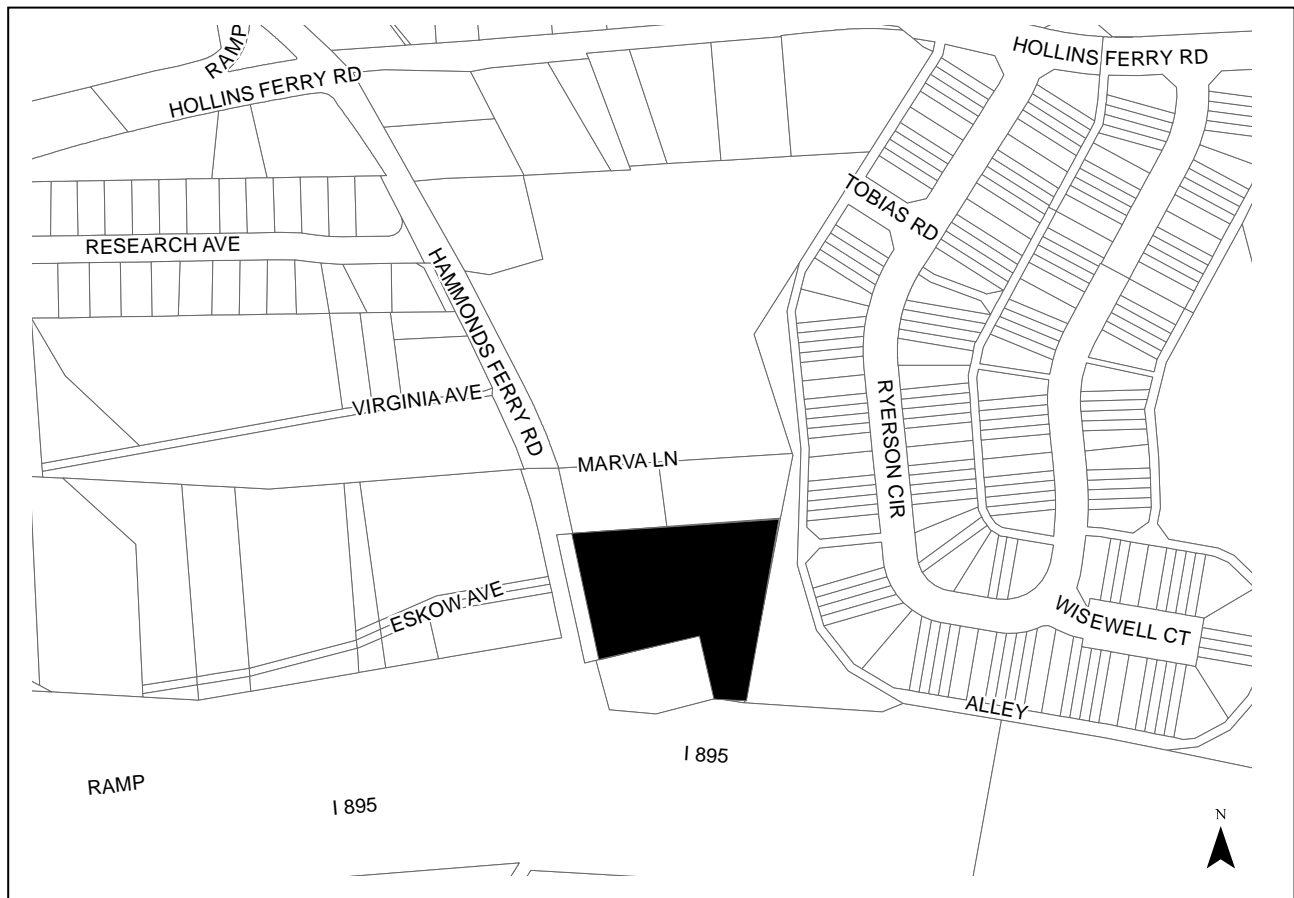 RAMP
HOLLINS FERRY RD
HOLLINS FERRY RD
TOBIAS RD
RESEARCH AVE
HAMMONDS FERRY RD
VIRGINIA AVE
RYERSON CIR
MARVA LN
ESKOW AVE
WISEWELL CT
ALLEY
I 895
RAMP
I 895
N